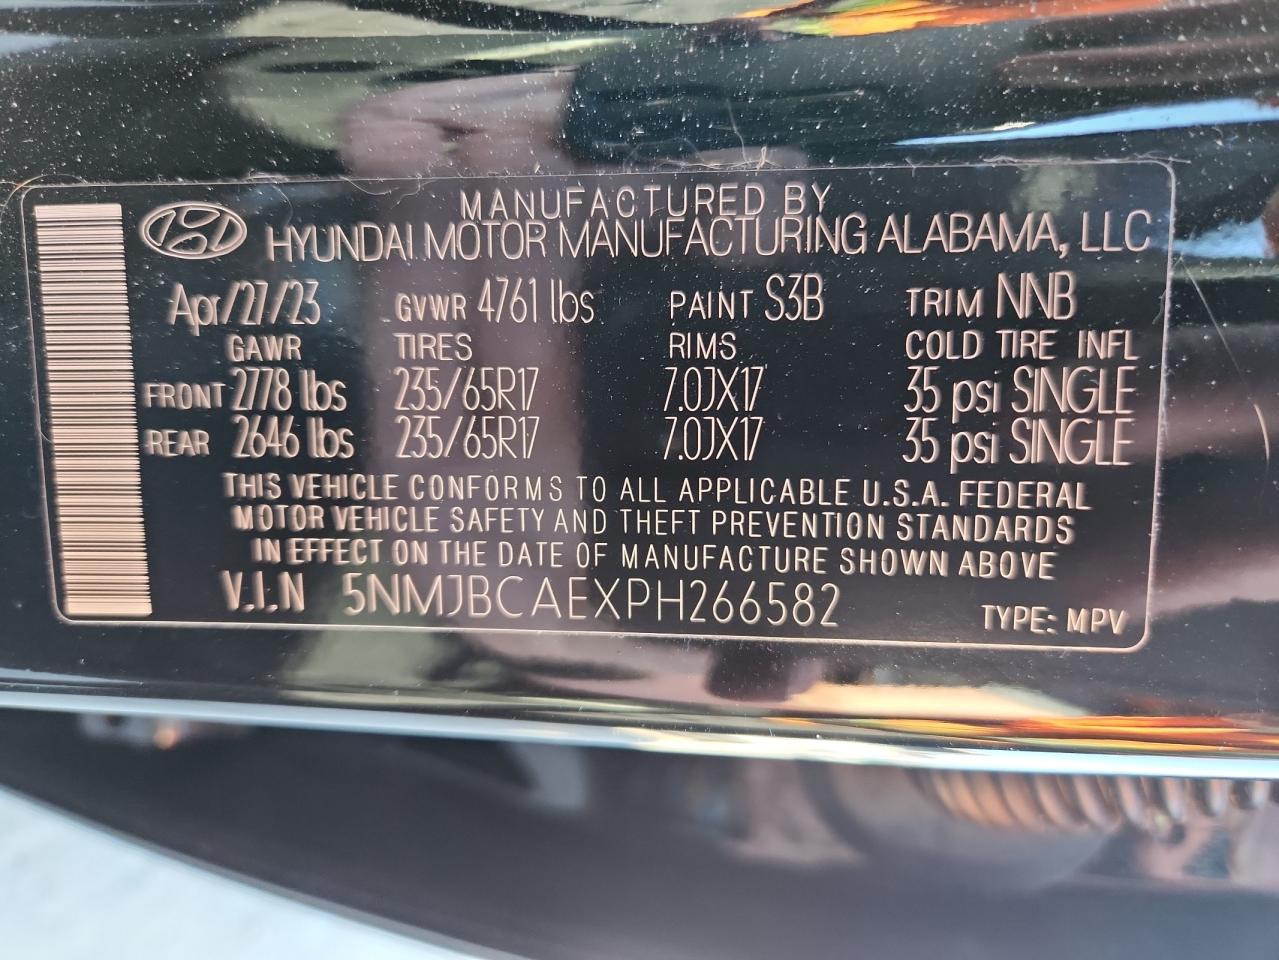 MANUFACTURED BY
HYUNDAI MOTOR MANUFACTURING ALABAMA, LLC
Apr/27/23 GVWR 4761 lbs PAINT S3B TRIM NNB
GAWR TIRES RIMS COLD TIRE INFL
FRONT 2778 lbs 235/65R17 7.0JX17 35 psi SINGLE
REAR 2646 lbs 235/65R17 7.0JX17 35 psi SINGLE
THIS VEHICLE CONFORMS TO ALL APPLICABLE U.S.A. FEDERAL
MOTOR VEHICLE SAFETY AND THEFT PREVENTION STANDARDS
IN EFFECT ON THE DATE OF MANUFACTURE SHOWN ABOVE
V.I.N 5NMJBCAEXPH266582 TYPE: MPV